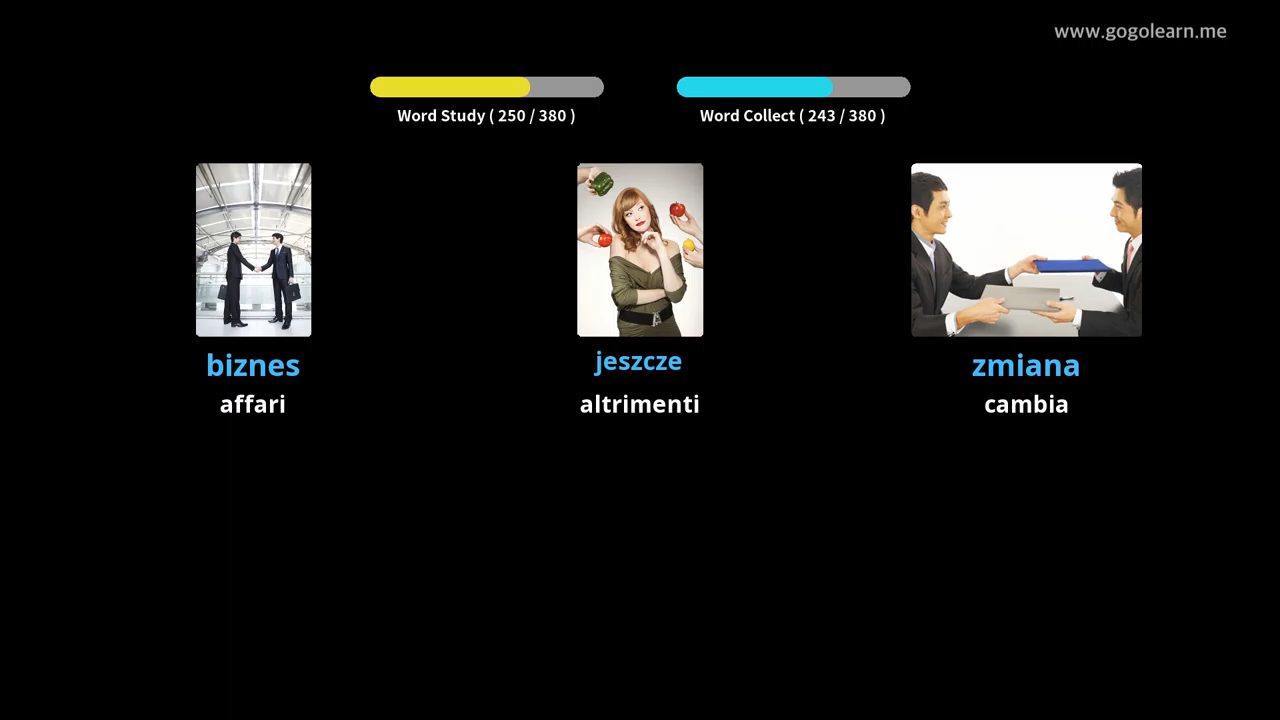 www.gogolearn.me
Word Study ( 250 / 380 )
Word Collect ( 243 / 380 )
biznes
jeszcze
zmiana
affari
altrimenti
cambia